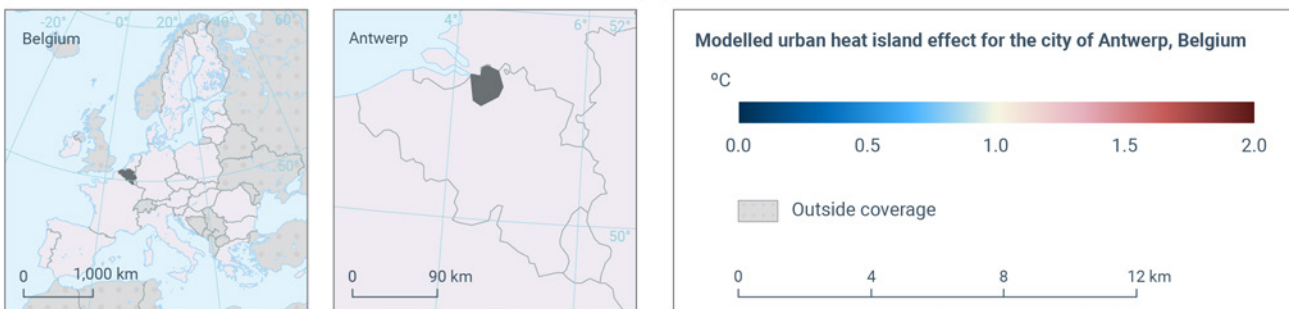 -20° 0° 20° 40° 60°
Belgium
50°
0 1,000 km
4° 6° 52°
Antwerp
50°
0 90 km
Modelled urban heat island effect for the city of Antwerp, Belgium
ºC
0.0 0.5 1.0 1.5 2.0
Outside coverage
0 4 8 12 km